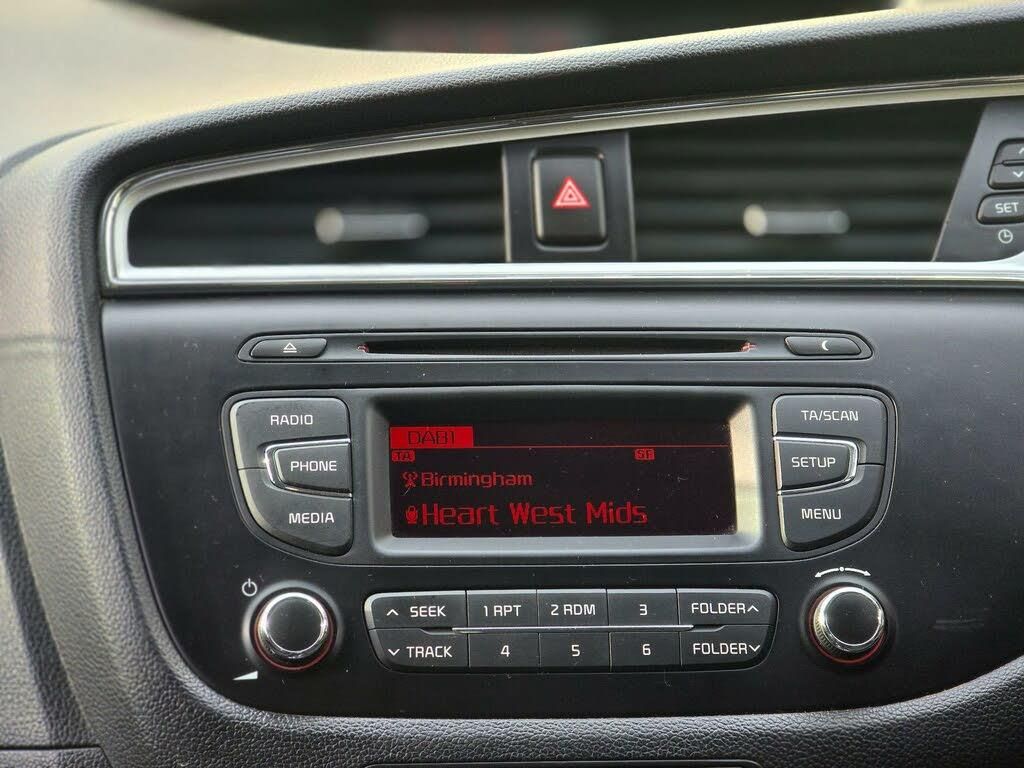 SET
RADIO
PHONE
MEDIA
DAB1
TA
SF
Birmingham
Heart West Mids
TA/SCAN
SETUP
MENU
SEEK
1 RPT
2 RDM
3
FOLDER
TRACK
4
5
6
FOLDER